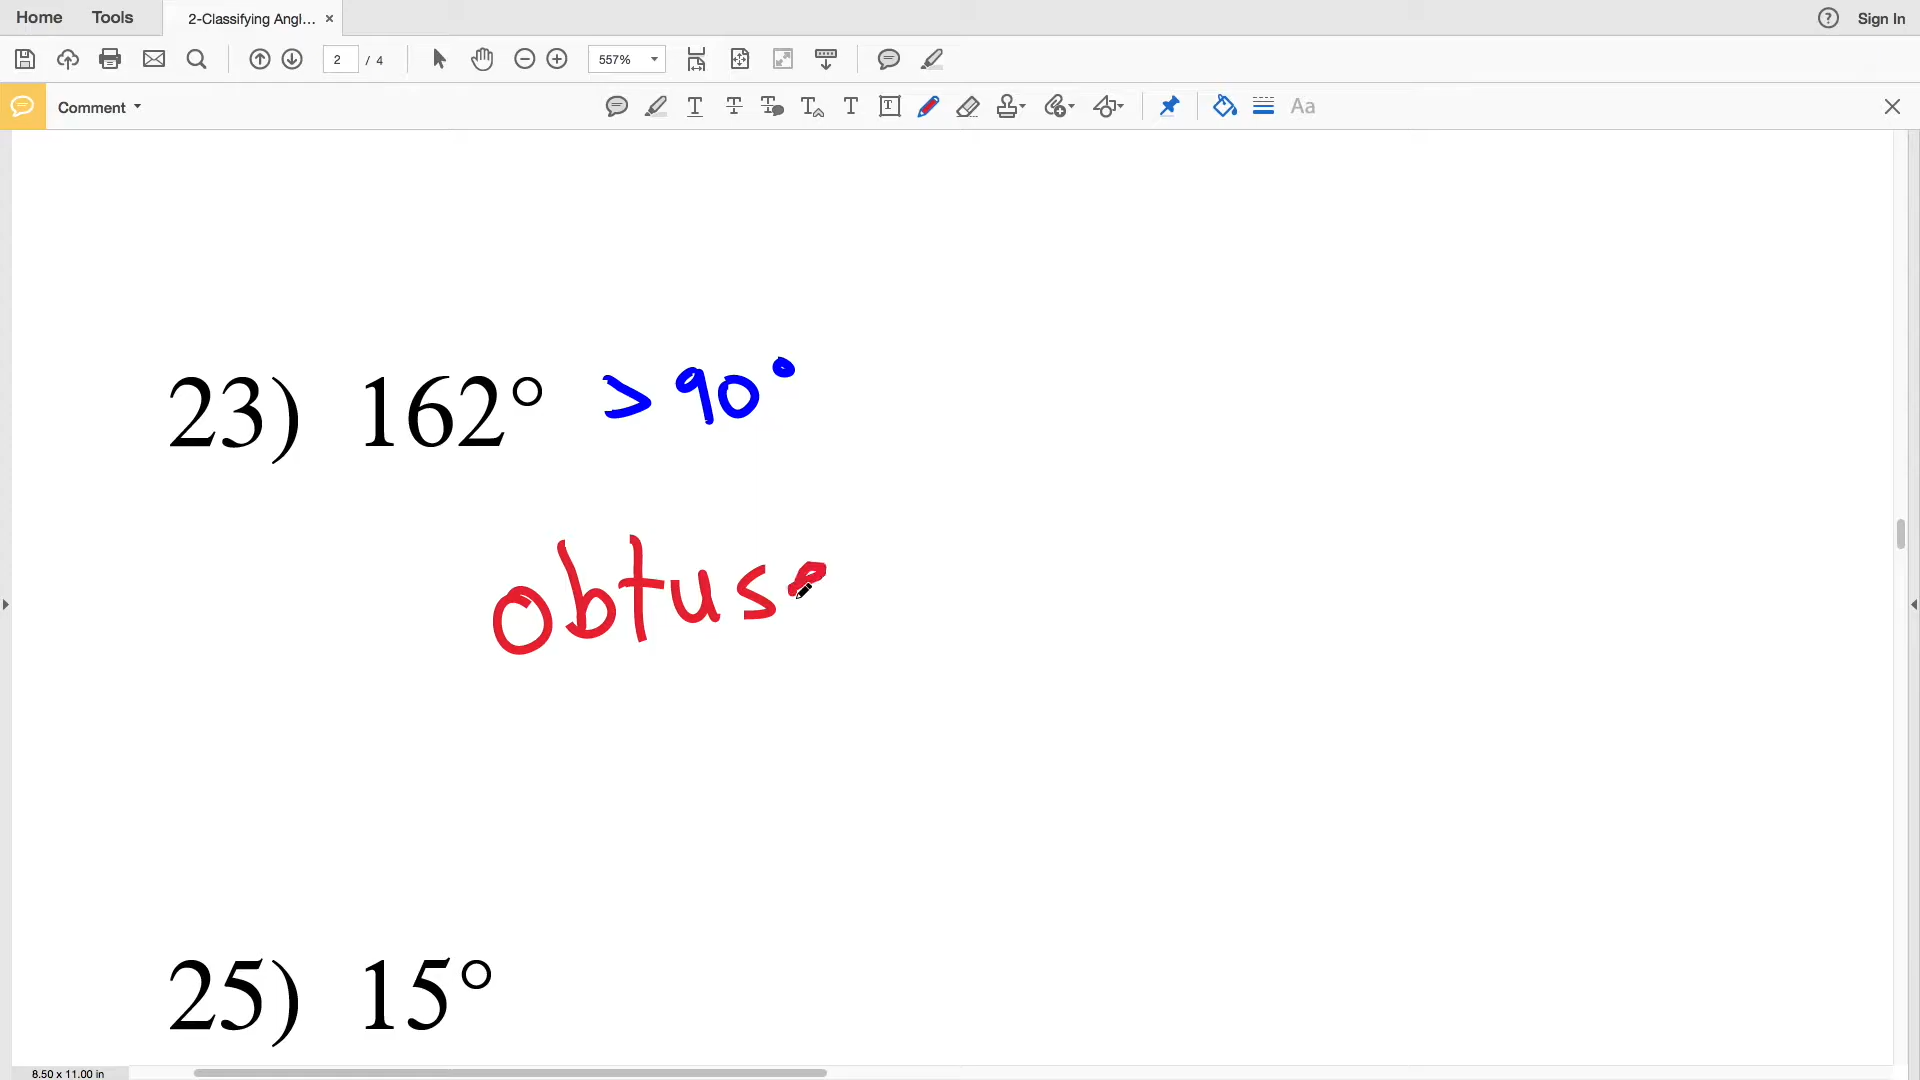 Home Tools 2-Classifying Angl... × ? Sign In
2 / 4 557%
Comment T T T T T T Aa
23) 162° > 90°
obtuse
25) 15°
8.50 x 11.00 in